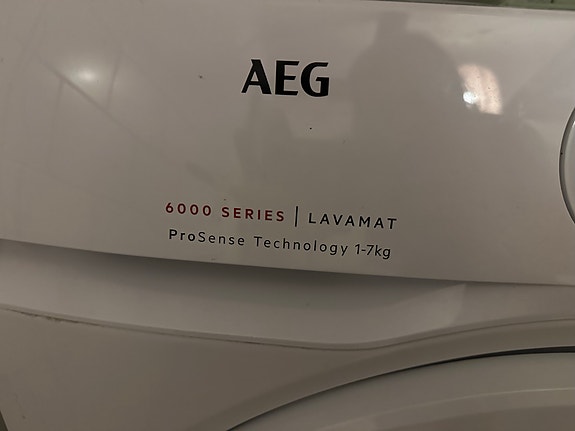 AEG
6000 SERIES | LAVAMAT
ProSense Technology 1-7kg